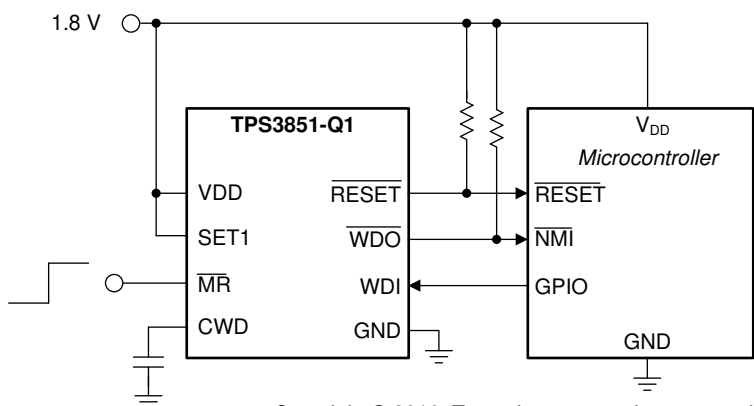 1.8 V
TPS3851-Q1
VDD
SET1
MR
CWD
RESET
WDO
WDI
GND
VDD
Microcontroller
RESET
NMI
GPIO
GND